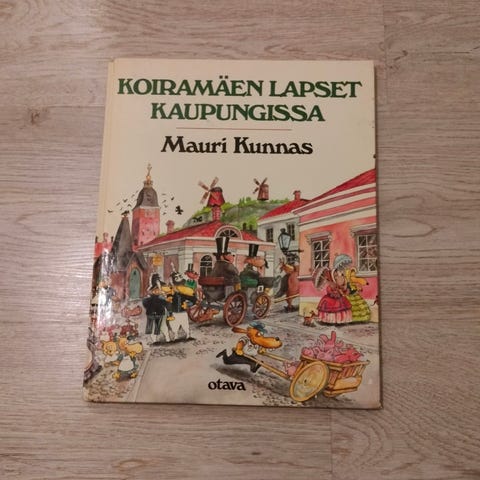 KOIRAMÄEN LAPSET
KAUPUNGISSA
Mauri Kunnas
otava